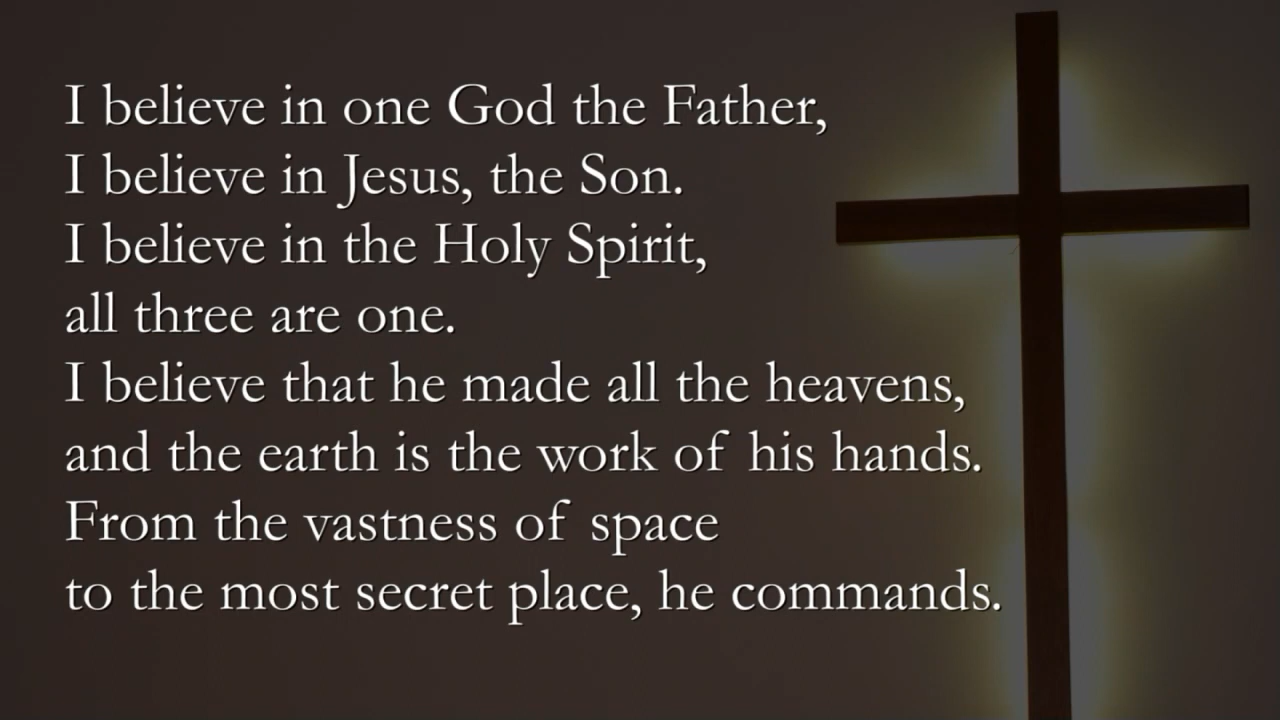 I believe in one God the Father,
I believe in Jesus, the Son.
I believe in the Holy Spirit,
all three are one.
I believe that he made all the heavens,
and the earth is the work of his hands.
From the vastness of space
to the most secret place, he commands.